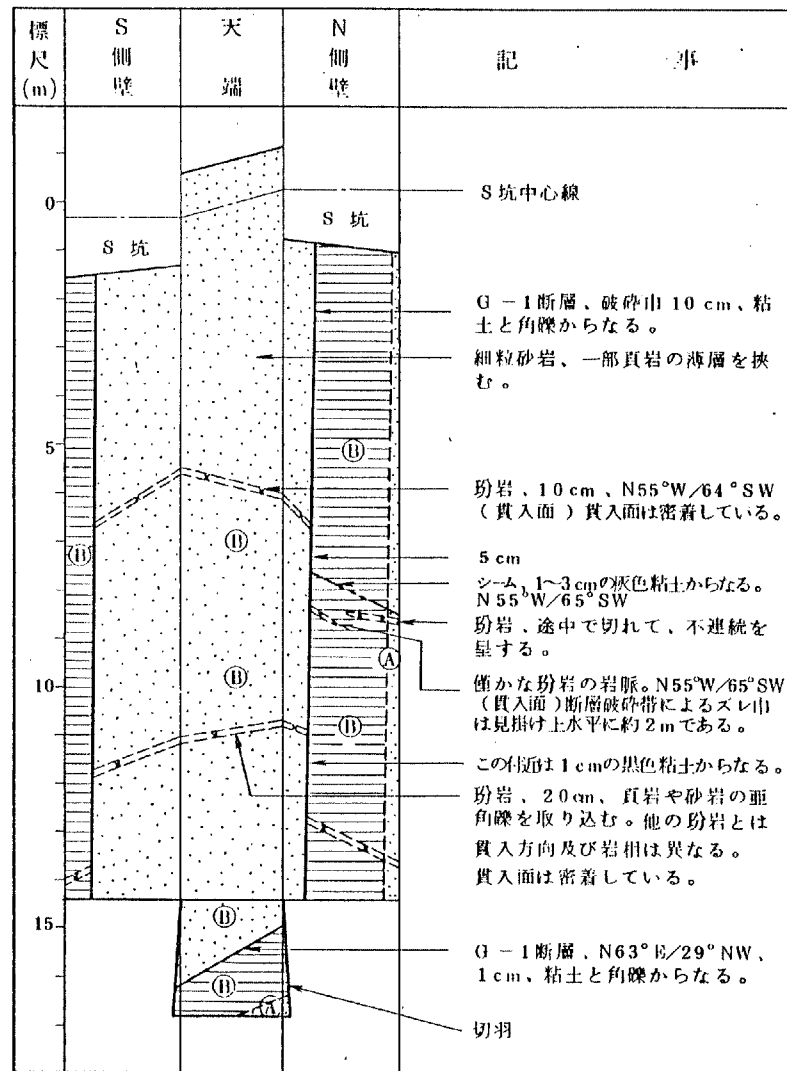 標尺(m)
S側壁
天端
N側壁
記事
0
5
10
15
S 坑
S 坑
Ⓑ
Ⓑ
Ⓑ
Ⓑ
Ⓐ
Ⓑ
Ⓑ
Ⓑ
Ⓑ
Ⓐ
S坑中心線
G－1断層、破砕巾10cm、粘
土と角礫からなる。
細粒砂岩、一部頁岩の薄層を挟
む。
玢岩、10cm、N55°W/64°SW
(貫入面)貫入面は密着している。
5cm
シーム、1~3cmの灰色粘土からなる。
N55°W/65°SW
玢岩、途中で切れて、不連続を
呈する。
僅かな玢岩の岩脈。N55°W/65°SW
(貫入面)断層破砕帯によるズレ巾
は見掛け上水平に約2mである。
この付近は1cmの黒色粘土からなる。
玢岩、20cm、頁岩や砂岩の亜
角礫を取り込む。他の玢岩とは
貫入方向及び岩相は異なる。
貫入面は密着している。
G－1断層、N63°E/29°NW、
1cm、粘土と角礫からなる。
切羽